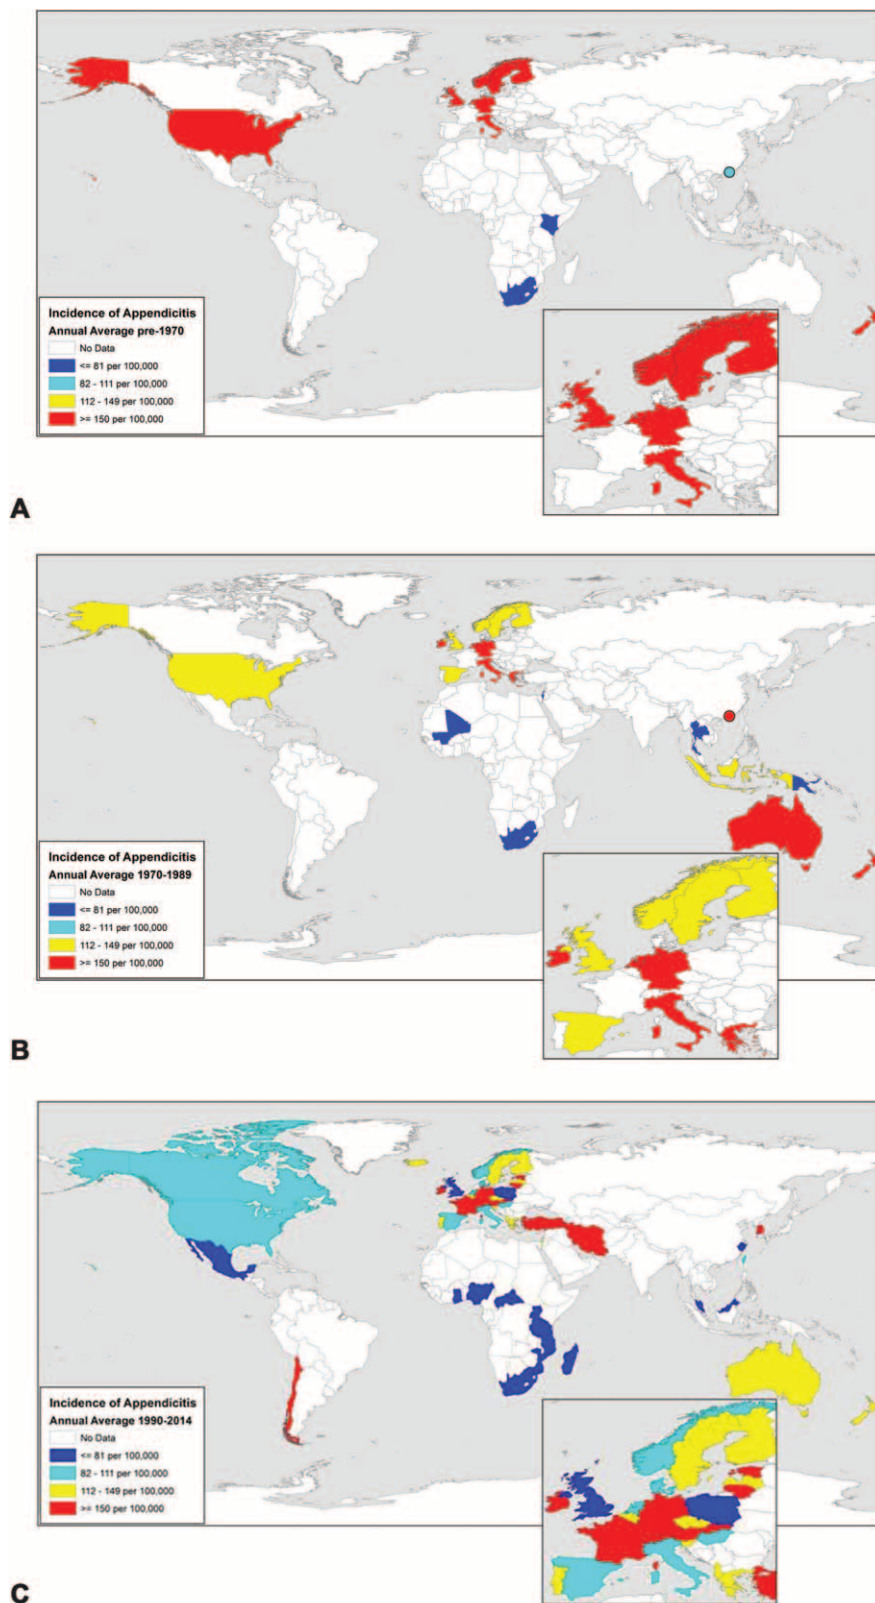 Incidence of Appendicitis
Annual Average pre-1970
No Data
<= 81 per 100,000
82 - 111 per 100,000
112 - 149 per 100,000
>= 150 per 100,000
A
Incidence of Appendicitis
Annual Average 1970-1989
No Data
<= 81 per 100,000
82 - 111 per 100,000
112 - 149 per 100,000
>= 150 per 100,000
B
Incidence of Appendicitis
Annual Average 1990-2014
No Data
<= 81 per 100,000
82 - 111 per 100,000
112 - 149 per 100,000
>= 150 per 100,000
C